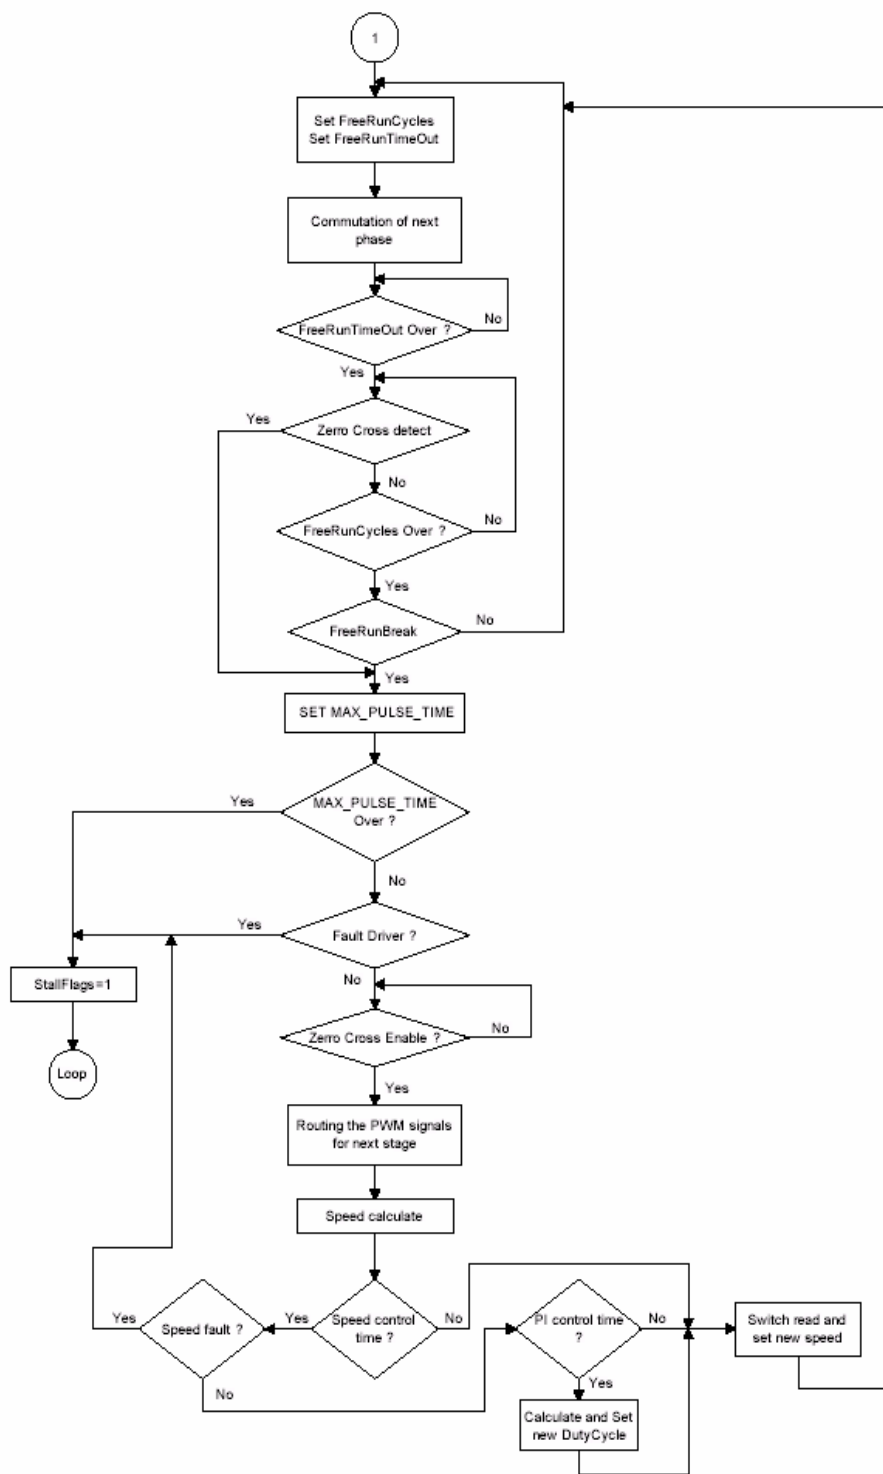 1
Set FreeRunCycles
Set FreeRunTimeOut
Commutation of next
phase
FreeRunTimeOut Over ?
No
Yes
Yes
Zerro Cross detect
No
FreeRunCycles Over ?
No
Yes
FreeRunBreak
No
Yes
SET MAX_PULSE_TIME
Yes
MAX_PULSE_TIME
Over ?
No
Yes
Fault Driver ?
StallFlags=1
No
Zerro Cross Enable ?
No
Loop
Yes
Routing the PWM signals
for next stage
Speed calculate
Yes
Speed fault ?
Yes
Speed control
time ?
No
PI control time
?
No
Switch read and
set new speed
No
Yes
Calculate and Set
new DutyCycle